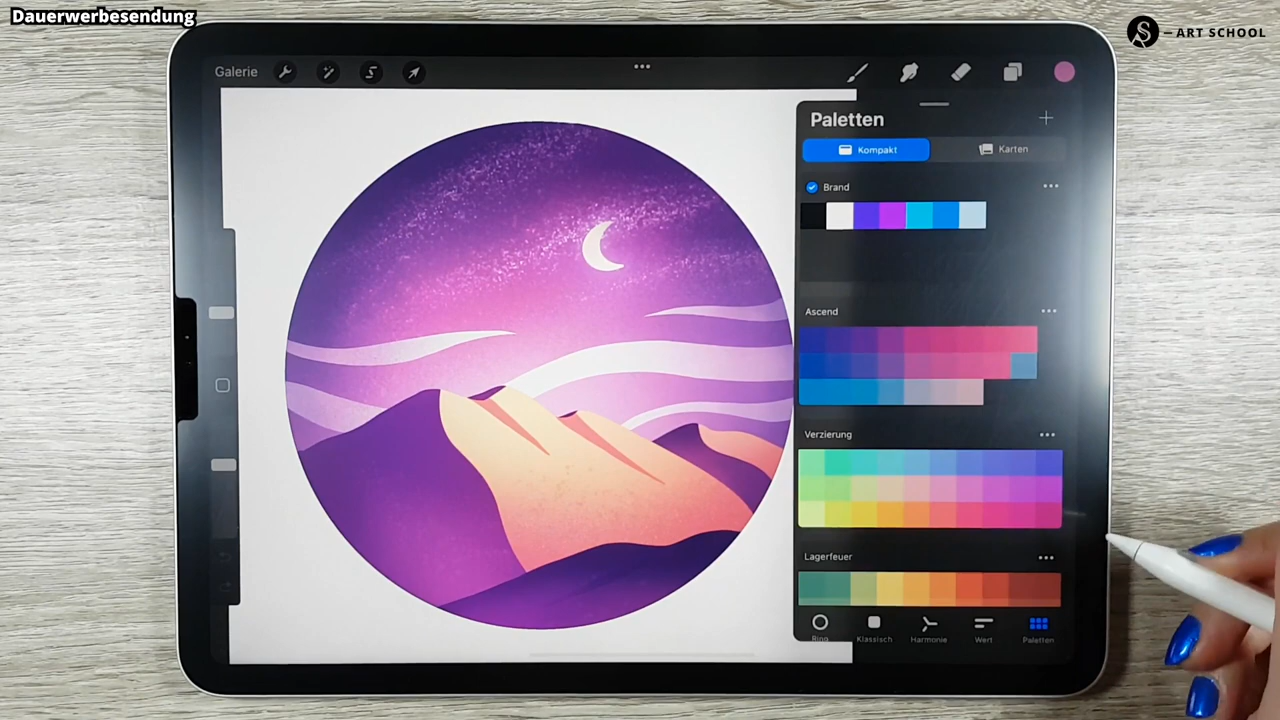 Dauerwerbesendung
S – ART SCHOOL
Galerie
Paletten
Kompakt
Karten
Brand
Ascend
Verzierung
Lagerfeuer
Ring
Klassisch
Harmonie
Wert
Paletten